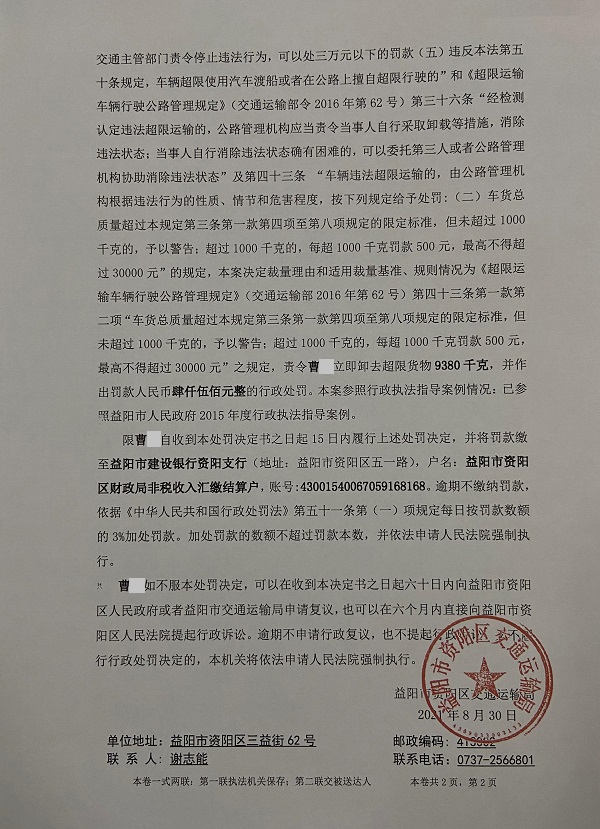 交通主管部门责令停止违法行为，可以处三万元以下的罚款（五）违反本法第五
十条规定，车辆超限使用汽车渡船或者在公路上擅自超限行驶的”和《超限运输
车辆行驶公路管理规定》（交通运输部令2016年第62号）第三十六条“经检测
认定违法超限运输的，公路管理机构应当责令当事人自行采取卸载等措施，消除
违法状态；当事人自行消除违法状态确有困难的，可以委托第三人或者公路管理
机构协助消除违法状态”及第四十三条 “车辆违法超限运输的，由公路管理机
构根据违法行为的性质、情节和危害程度，按下列规定给予处罚：（二）车货总
质量超过本规定第三条第一款第四项至第八项规定的限定标准，但未超过1000
千克的，予以警告；超过1000千克的，每超1000千克罚款500元，最高不得超
过30000元”的规定，本案决定裁量理由和适用裁量基准、规则情况为《超限运
输车辆行驶公路管理规定》（交通运输部2016年第62号）第四十三条第一款第
二项“车货总质量超过本规定第三条第一款第四项至第八项规定的限定标准，但
未超过1000千克的，予以警告；超过1000千克的，每超1000千克罚款500元，
最高不得超过30000元”之规定，责令曹 立即卸去超限货物9380千克，并作
出罚款人民币肆仟伍佰元整的行政处罚。本案参照行政执法指导案例情况：已参
照益阳市人民政府2015年度行政执法指导案例。
限曹 自收到本处罚决定书之日起15日内履行上述处罚决定，并将罚款缴
至益阳市建设银行资阳支行（地址：益阳市资阳区五一路），户名：益阳市资阳
区财政局非税收入汇缴结算户，账号:43001540067059168168。逾期不缴纳罚款，
依据《中华人民共和国行政处罚法》第五十一条第（一）项规定每日按罚款数额
的3%加处罚款。加处罚款的数额不超过罚款本数，并依法申请人民法院强制执
行。
曹 如不服本处罚决定，可以在收到本决定书之日起六十日内向益阳市资阳
区人民政府或者益阳市交通运输局申请复议，也可以在六个月内直接向益阳市资
阳区人民法院提起行政诉讼。逾期不申请行政复议，也不提起行政 不
行行政处罚决定的，本机关将依法申请人民法院强制执行。
益阳市资阳区交通运输局
益阳市资阳区交通运输局
2021年8月30日
单位地址：益阳市资阳区三益街62号 邮政编码：413002
联 系 人：谢志能 联系电话：0737-2566801
本卷一式两联：第一联执法机关保存；第二联交被送达人 本卷共2页，第2页